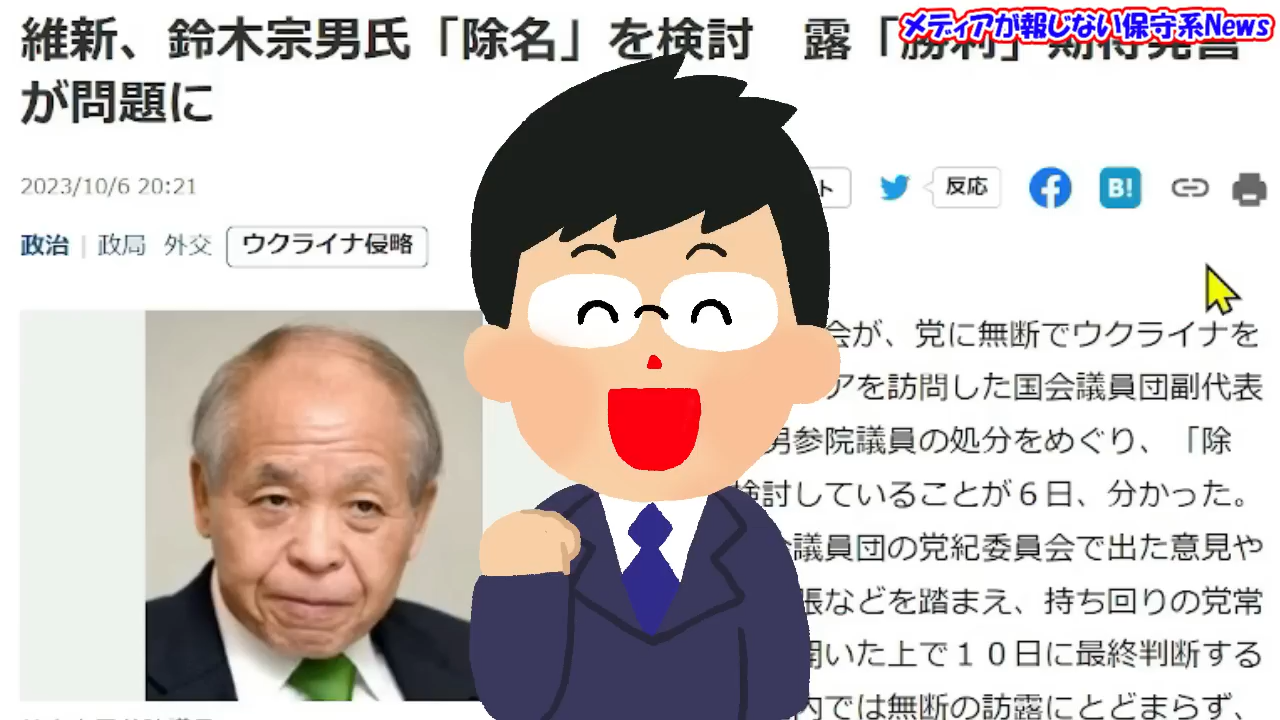 メディアが報じない保守系News
維新、鈴木宗男氏「除名」を検討 露「勝利」期待発言
が問題に
2023/10/6 20:21
ト
反応
B!
政治 | 政局 外交 ウクライナ侵略
会が、党に無断でウクライナを
アを訪問した国会議員団副代表
男参院議員の処分をめぐり、「除
検討していることが６日、分かった。
議員団の党紀委員会で出た意見や
張などを踏まえ、持ち回りの党常
開いた上で１０日に最終判断する
内では無断の訪露にとどまらず、